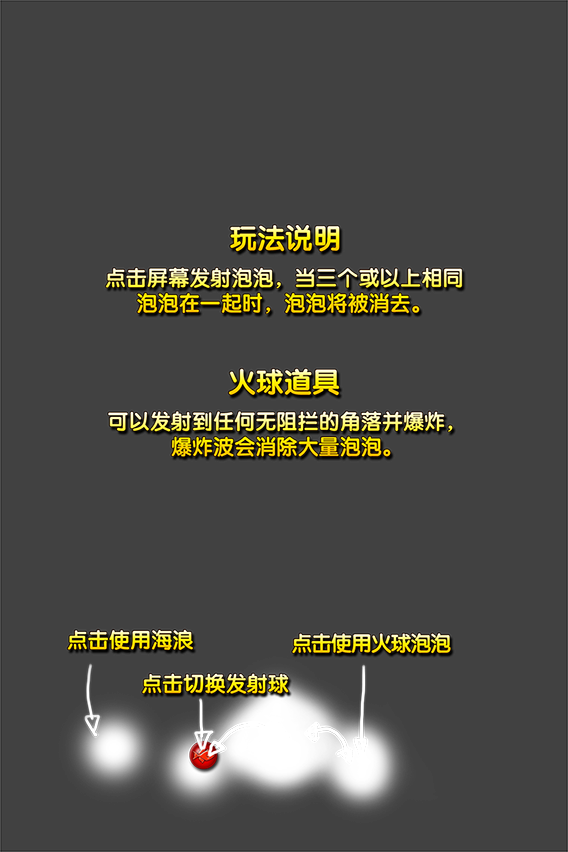 玩法说明
点击屏幕发射泡泡，当三个或以上相同
泡泡在一起时，泡泡将被消去。
火球道具
可以发射到任何无阻拦的角落并爆炸，
爆炸波会消除大量泡泡。
点击使用海浪
点击使用火球泡泡
点击切换发射球